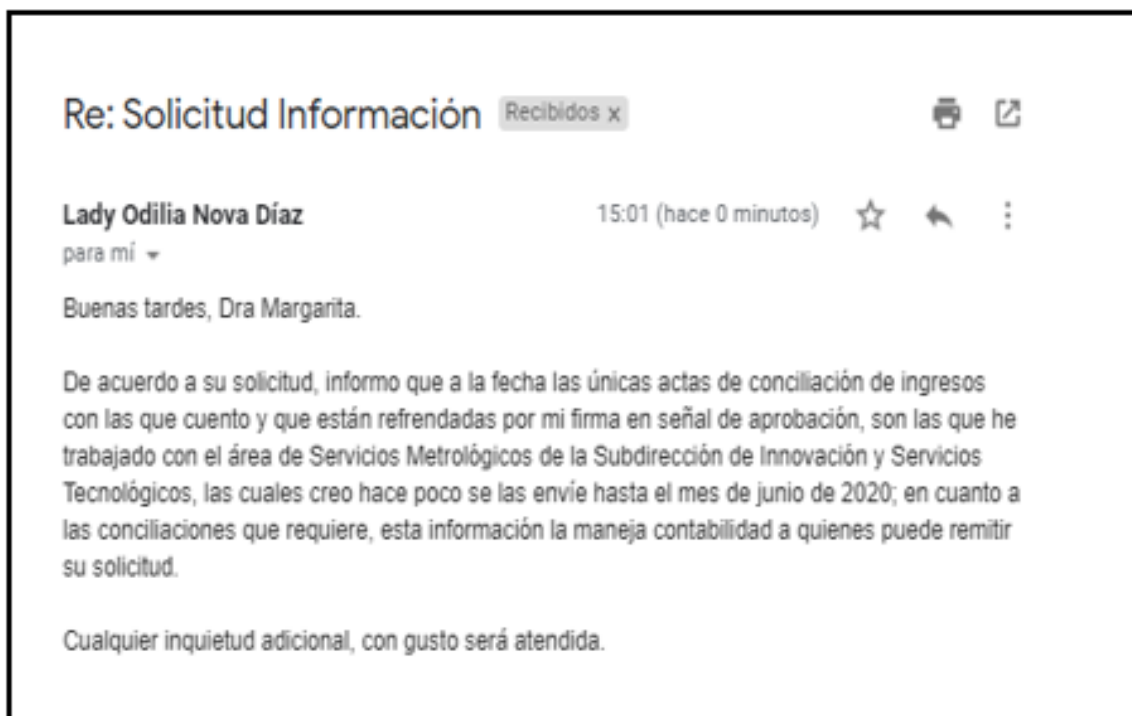 Re: Solicitud Información Recibidos x
Lady Odilia Nova Díaz 15:01 (hace 0 minutos)
para mí
Buenas tardes, Dra Margarita.
De acuerdo a su solicitud, informo que a la fecha las únicas actas de conciliación de ingresos
con las que cuento y que están refrendadas por mi firma en señal de aprobación, son las que he
trabajado con el área de Servicios Metrológicos de la Subdirección de Innovación y Servicios
Tecnológicos, las cuales creo hace poco se las envíe hasta el mes de junio de 2020; en cuanto a
las conciliaciones que requiere, esta información la maneja contabilidad a quienes puede remitir
su solicitud.
Cualquier inquietud adicional, con gusto será atendida.